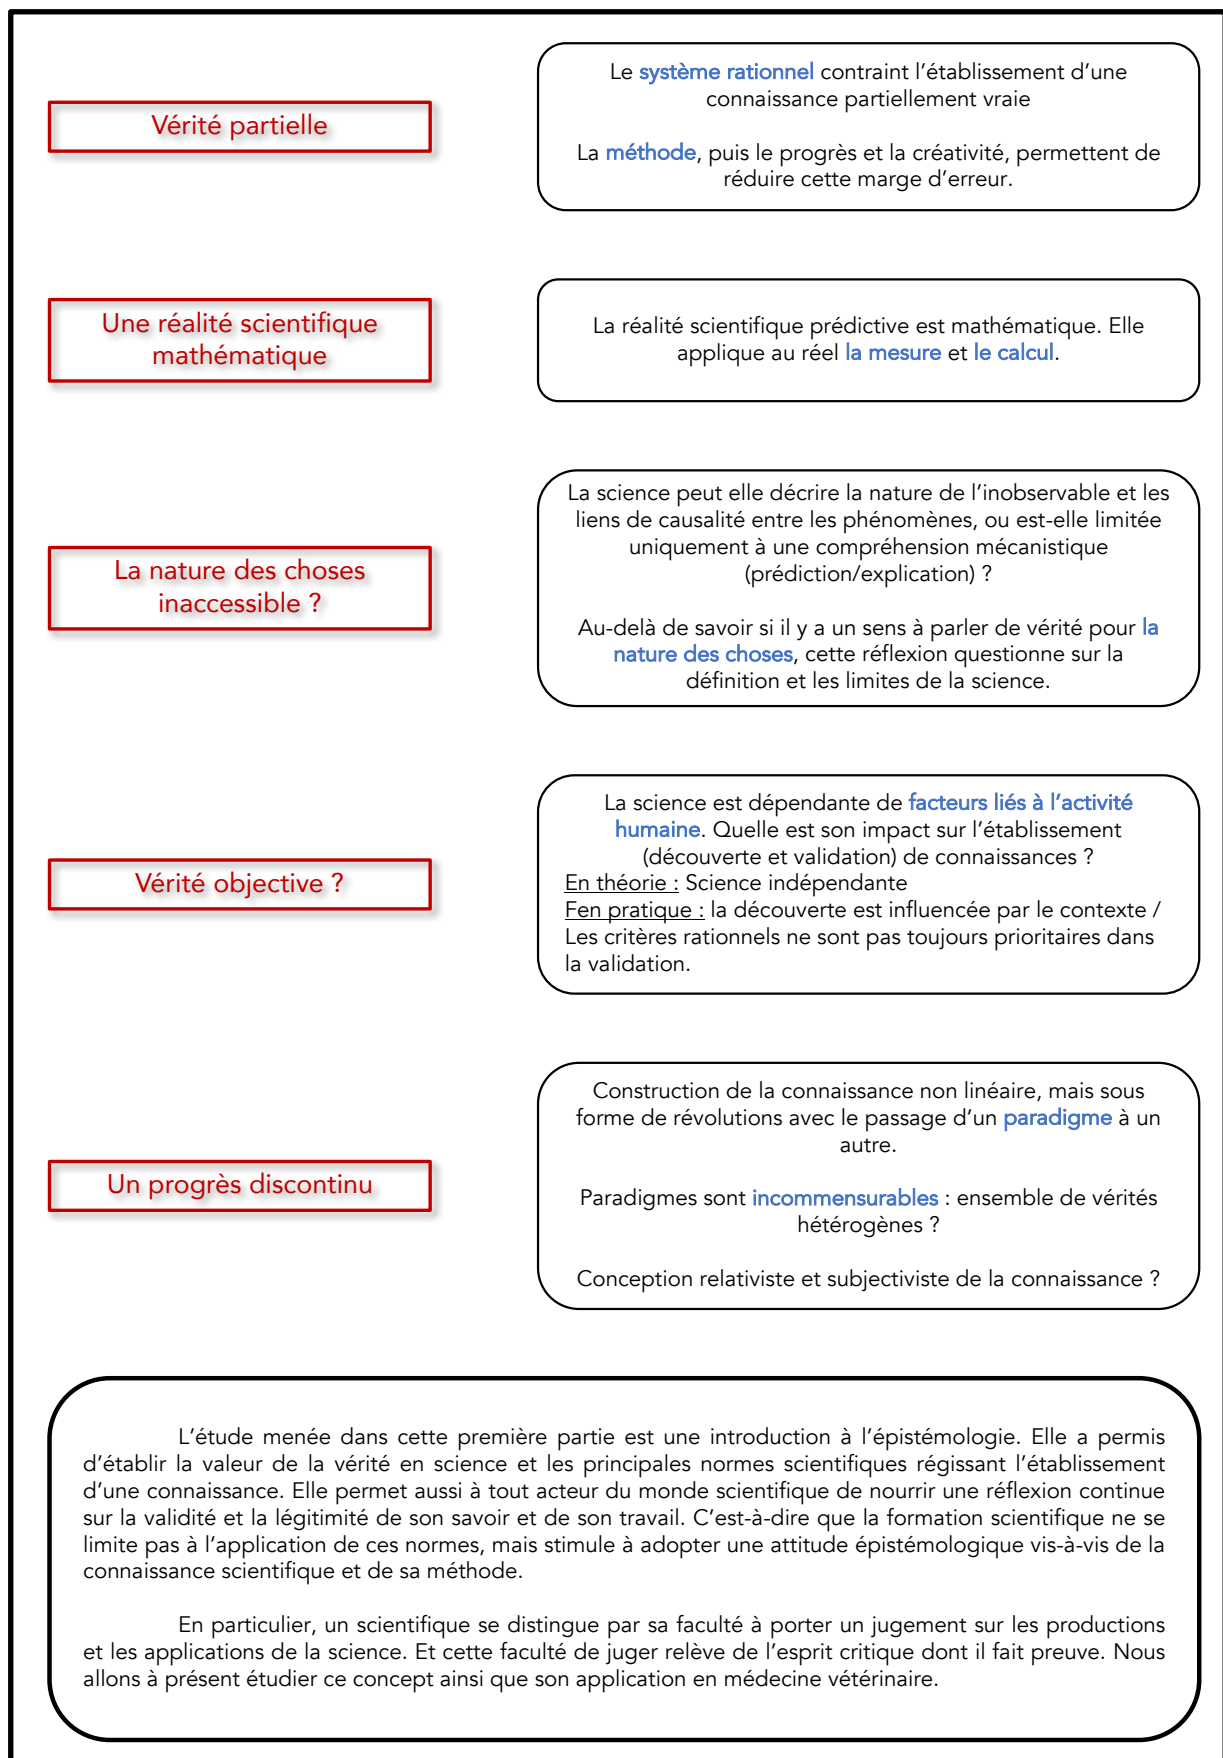 Vérité partielle
Le système rationnel contraint l'établissement d'une
connaissance partiellement vraie
La méthode, puis le progrès et la créativité, permettent de
réduire cette marge d'erreur.
Une réalité scientifique
mathématique
La réalité scientifique prédictive est mathématique. Elle
applique au réel la mesure et le calcul.
La nature des choses
inaccessible ?
La science peut elle décrire la nature de l'inobservable et les
liens de causalité entre les phénomènes, ou est-elle limitée
uniquement à une compréhension mécanistique
(prédiction/explication) ?
Au-delà de savoir si il y a un sens à parler de vérité pour la
nature des choses, cette réflexion questionne sur la
définition et les limites de la science.
Vérité objective ?
La science est dépendante de facteurs liés à l'activité
humaine. Quelle est son impact sur l'établissement
(découverte et validation) de connaissances ?
En théorie : Science indépendante
Fen pratique : la découverte est influencée par le contexte /
Les critères rationnels ne sont pas toujours prioritaires dans
la validation.
Un progrès discontinu
Construction de la connaissance non linéaire, mais sous
forme de révolutions avec le passage d'un paradigme à un
autre.
Paradigmes sont incommensurables : ensemble de vérités
hétérogènes ?
Conception relativiste et subjectiviste de la connaissance ?
L'étude menée dans cette première partie est une introduction à l'épistémologie. Elle a permis
d'établir la valeur de la vérité en science et les principales normes scientifiques régissant l'établissement
d'une connaissance. Elle permet aussi à tout acteur du monde scientifique de nourrir une réflexion continue
sur la validité et la légitimité de son savoir et de son travail. C'est-à-dire que la formation scientifique ne se
limite pas à l'application de ces normes, mais stimule à adopter une attitude épistémologique vis-à-vis de la
connaissance scientifique et de sa méthode.
En particulier, un scientifique se distingue par sa faculté à porter un jugement sur les productions
et les applications de la science. Et cette faculté de juger relève de l'esprit critique dont il fait preuve. Nous
allons à présent étudier ce concept ainsi que son application en médecine vétérinaire.